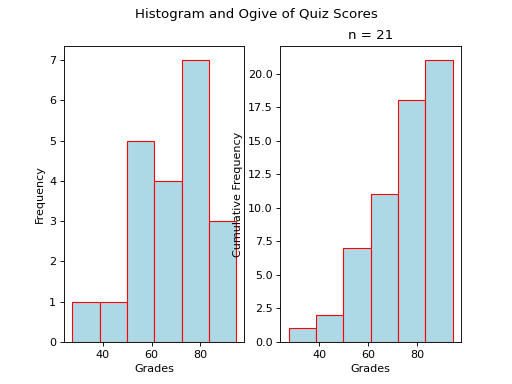 Histogram and Ogive of Quiz Scores
n = 21
Frequency
7
6
5
4
3
2
1
0
40 60 80
Grades
Cumulative Frequency
20.0
17.5
15.0
12.5
10.0
7.5
5.0
2.5
0.0
40 60 80
Grades